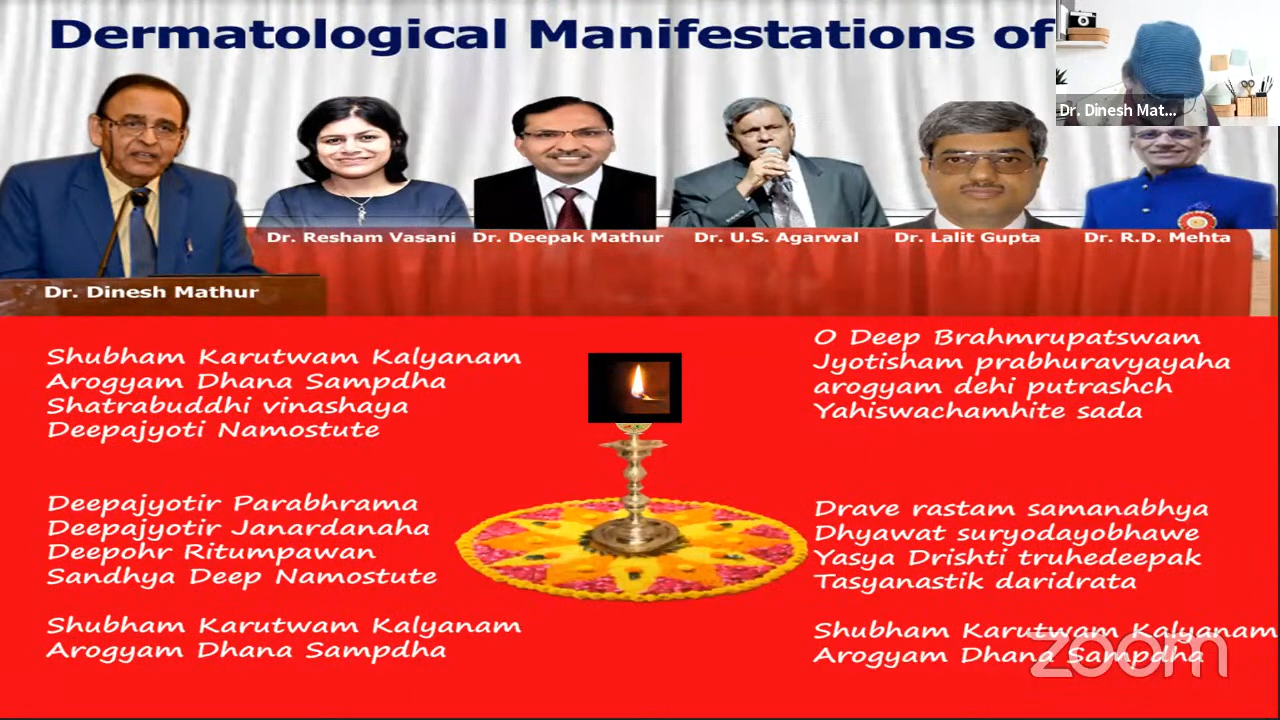 Dermatological Manifestations of
Dr. Dinesh Mat...
Dr. Resham Vasani
Dr. Deepak Mathur
Dr. U.S. Agarwal
Dr. Lalit Gupta
Dr. R.D. Mehta
Dr. Dinesh Mathur
Shubham Karutwam Kalyanam
Arogyam Dhana Sampdha
Shatrabuddhi vinashaya
Deepajyoti Namostute
Deepajyotir Parabhrama
Deepajyotir Janardanaha
Deepohr Ritumpawan
Sandhya Deep Namostute
Shubham Karutwam Kalyanam
Arogyam Dhana Sampdha
O Deep Brahmrupatswam
Jyotisham prabhuravyayaha
arogyam dehi putrashch
Yahiswachamhite sada
Drave rastam samanabhya
Dhyawat suryodayobhawe
Yasya Drishti truhedeepak
Tasyanastik daridrata
Shubham Karutwam Kalyanam
Arogyam Dhana Sampdha
zoom